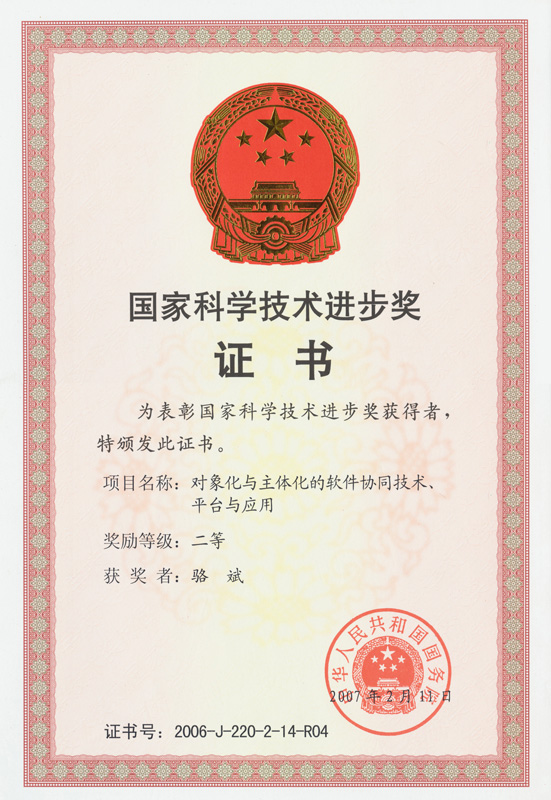 国家科学技术进步奖
证 书
为表彰国家科学技术进步奖获得者，
特颁发此证书。
项目名称：对象化与主体化的软件协同技术、
平台与应用
奖励等级：二等
获 奖 者：骆 斌
中华人民共和国国务院
2007年2月11日
证书号：2006-J-220-2-14-R04